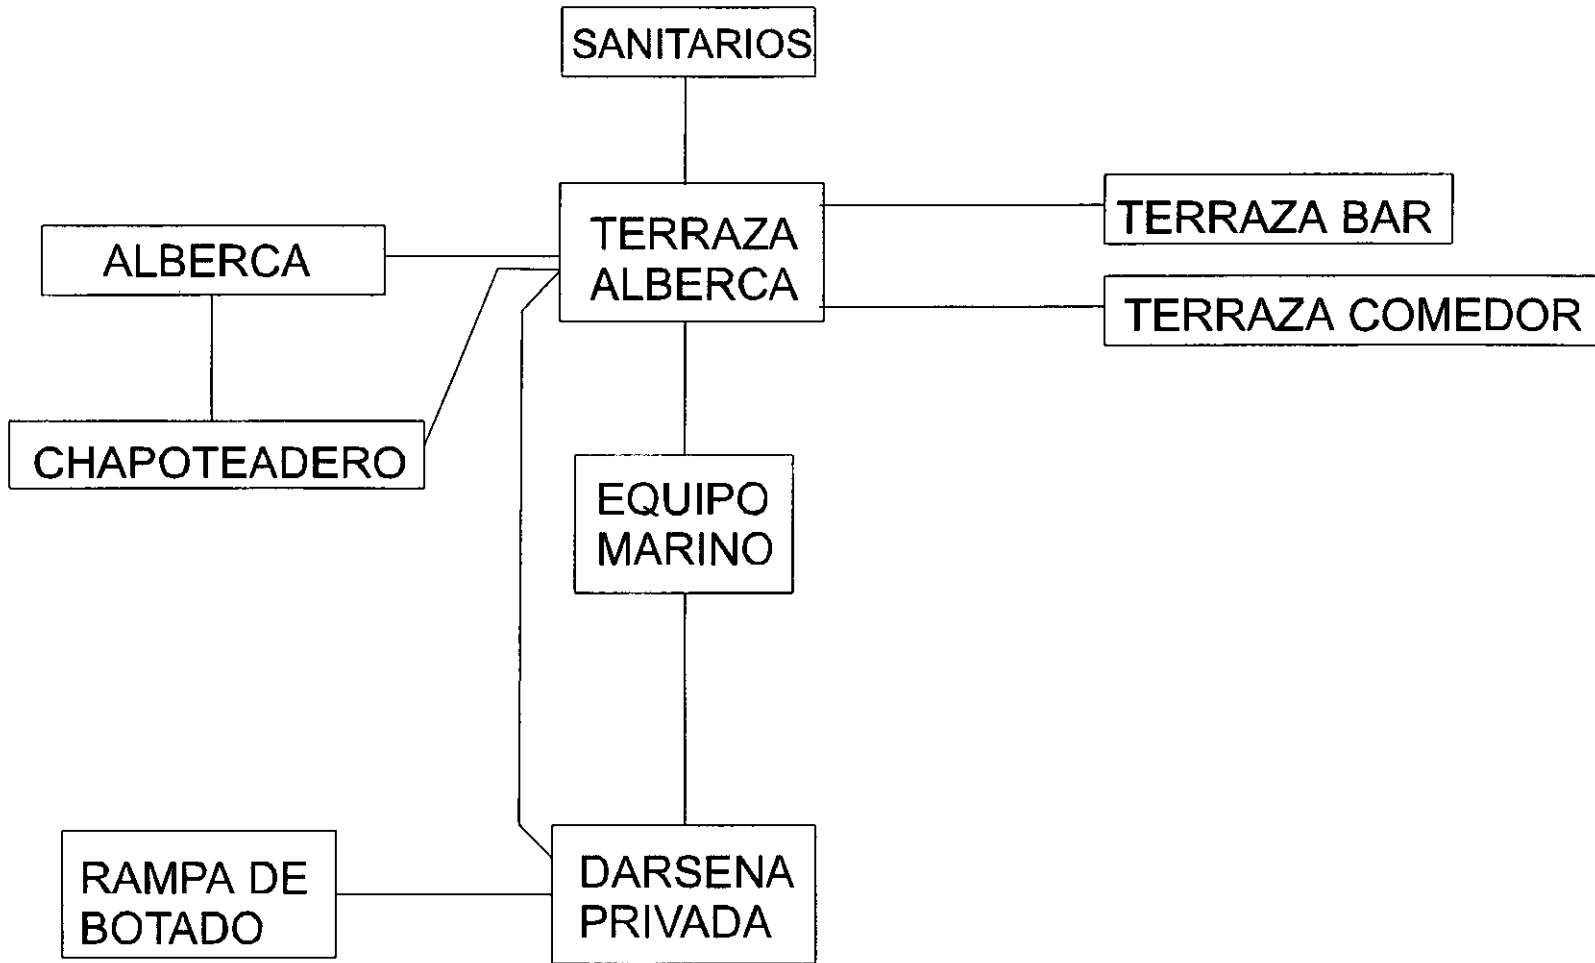 SANITARIOS
TERRAZA
ALBERCA
TERRAZA BAR
ALBERCA
TERRAZA COMEDOR
CHAPOTEADERO
EQUIPO
MARINO
RAMPA DE
BOTADO
DARSENA
PRIVADA